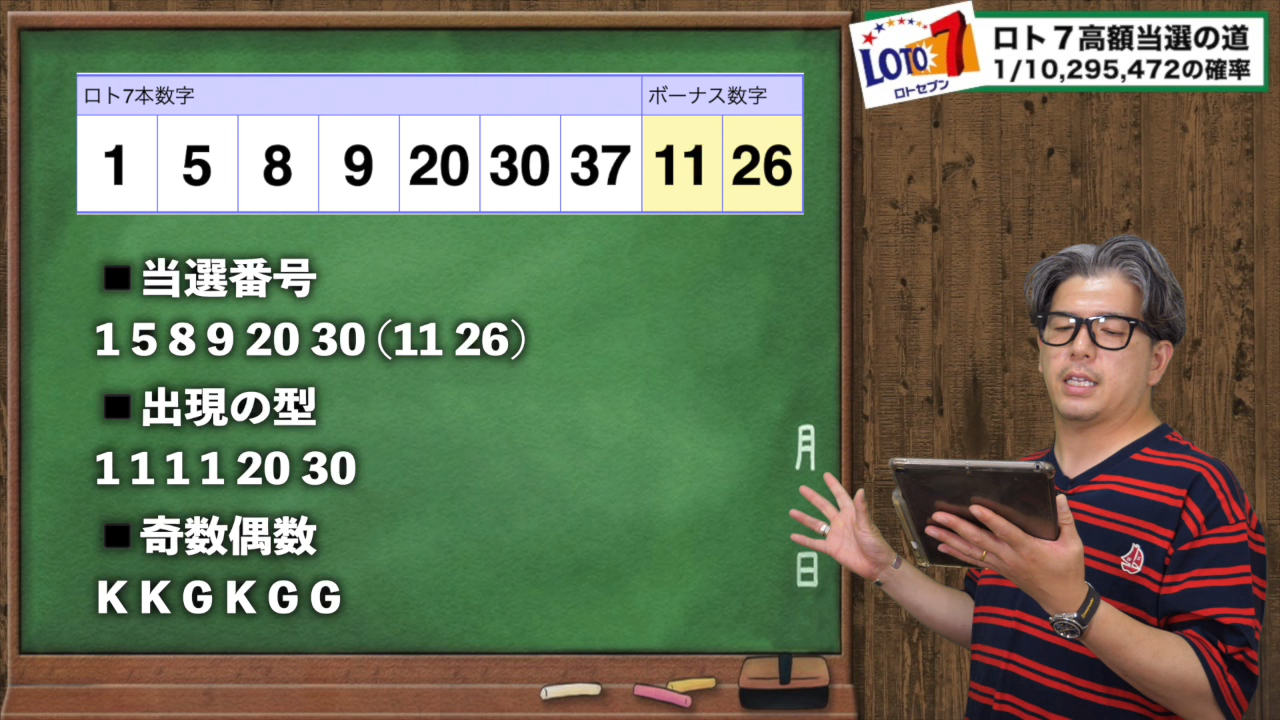 LOTO 7
ロトセブン
ロト7高額当選の道
1/10,295,472の確率
ロト7本数字 ボーナス数字
1 5 8 9 20 30 37 11 26
■当選番号
1 5 8 9 20 30（11 26）
■出現の型
1 1 1 1 20 30
■奇数偶数
K K G K G G
月
日